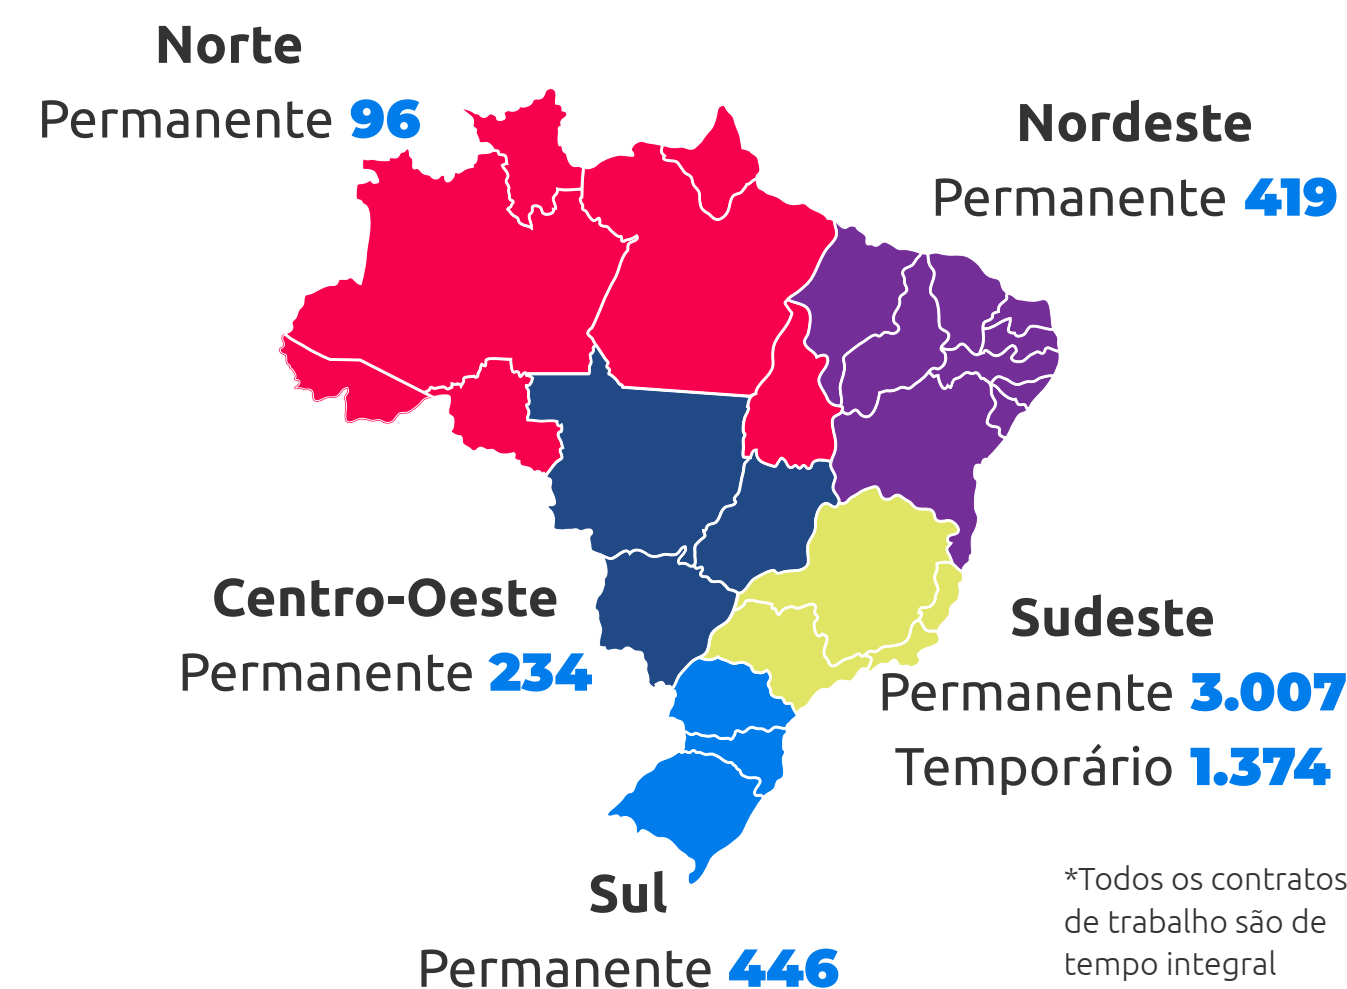 Norte
Permanente 96
Nordeste
Permanente 419
Centro-Oeste
Permanente 234
Sudeste
Permanente 3.007
Temporário 1.374
Sul
Permanente 446
*Todos os contratos
de trabalho são de
tempo integral